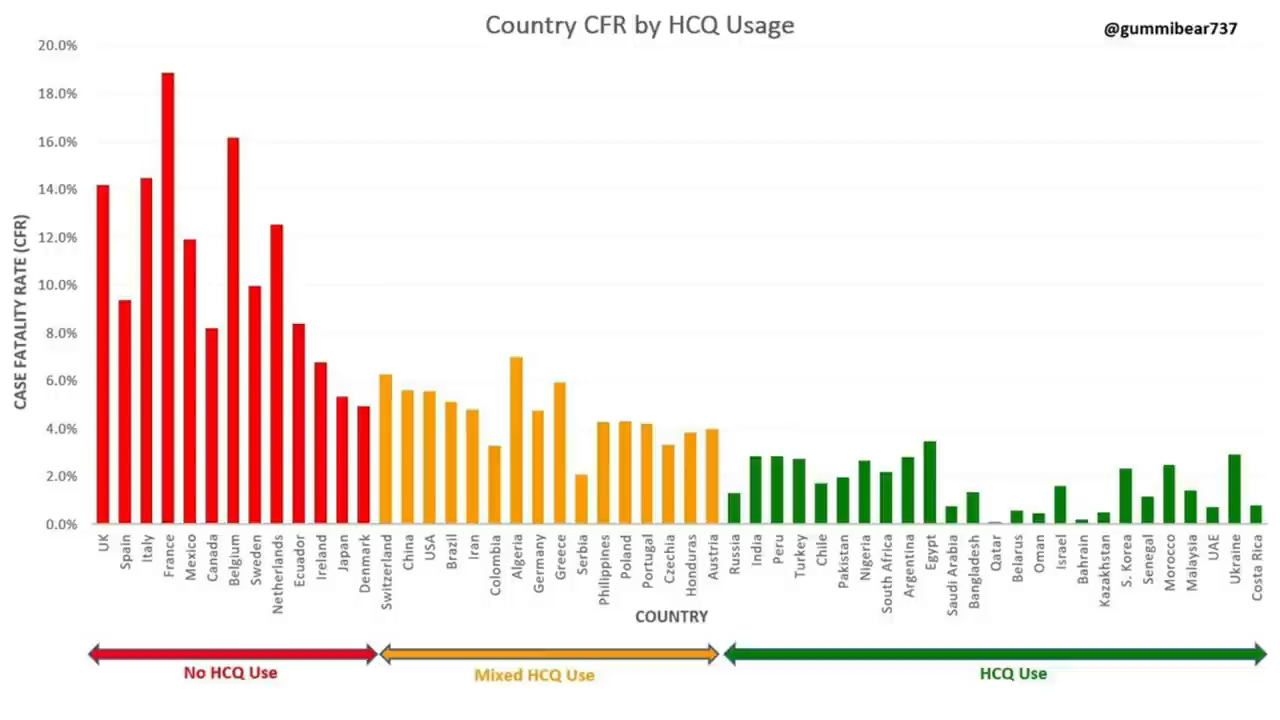 Country CFR by HCQ Usage
@gummibear737
CASE FATALITY RATE (CFR)
20.0%
18.0%
16.0%
14.0%
12.0%
10.0%
8.0%
6.0%
4.0%
2.0%
0.0%
UK
Spain
Italy
France
Mexico
Canada
Belgium
Sweden
Netherlands
Ecuador
Ireland
Japan
Denmark
Switzerland
China
USA
Brazil
Iran
Colombia
Algeria
Germany
Greece
Serbia
Philippines
Poland
Portugal
Czechia
Honduras
Austria
Russia
India
Peru
Turkey
Chile
Pakistan
Nigeria
South Africa
Argentina
Egypt
Saudi Arabia
Bangladesh
Qatar
Belarus
Oman
Israel
Bahrain
Kazakhstan
S. Korea
Senegal
Morocco
Malaysia
UAE
Ukraine
Costa Rica
COUNTRY
No HCQ Use
Mixed HCQ Use
HCQ Use